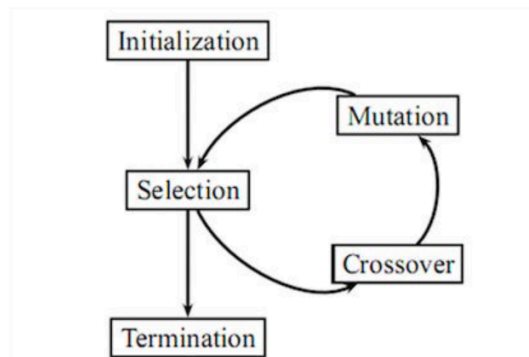 Initialization
Mutation
Selection
Crossover
Termination